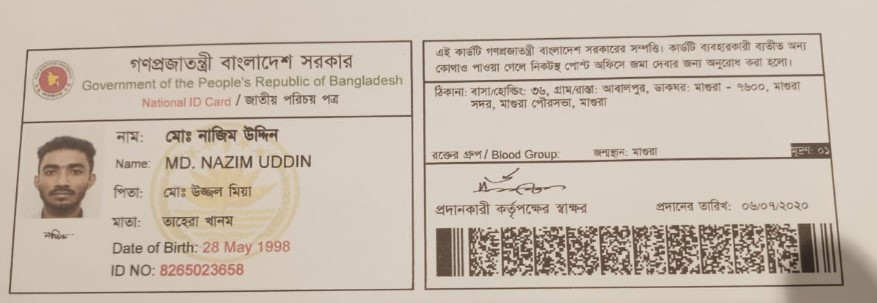 গণপ্রজাতন্ত্রী বাংলাদেশ সরকার
Government of the People's Republic of Bangladesh
National ID Card / জাতীয় পরিচয় পত্র
নাম: মোঃ নাজিম উদ্দিন
Name: MD. NAZIM UDDIN
পিতা: মোঃ উজ্জল মিয়া
মাতা: তাহেরা খানম
Date of Birth: 28 May 1998
ID NO: 8265023658
এই কার্ডটি গণপ্রজাতন্ত্রী বাংলাদেশ সরকারের সম্পত্তি। কার্ডটি ব্যবহারকারী ব্যতীত অন্য
কোথাও পাওয়া গেলে নিকটস্থ পোস্ট অফিসে জমা দেবার জন্য অনুরোধ করা হলো।
ঠিকানা: বাসা/হোল্ডিং: ৩৬, গ্রাম/রাস্তা: আবালপুর, ডাকঘর: মাগুরা - ৭৬০০, মাগুরা
সদর, মাগুরা পৌরসভা, মাগুরা
রক্তের গ্রুপ / Blood Group: জন্মস্থান: মাগুরা মুদ্রণ: ০১
প্রদানকারী কর্তৃপক্ষের স্বাক্ষর প্রদানের তারিখ: ০৬/০৭/২০২০